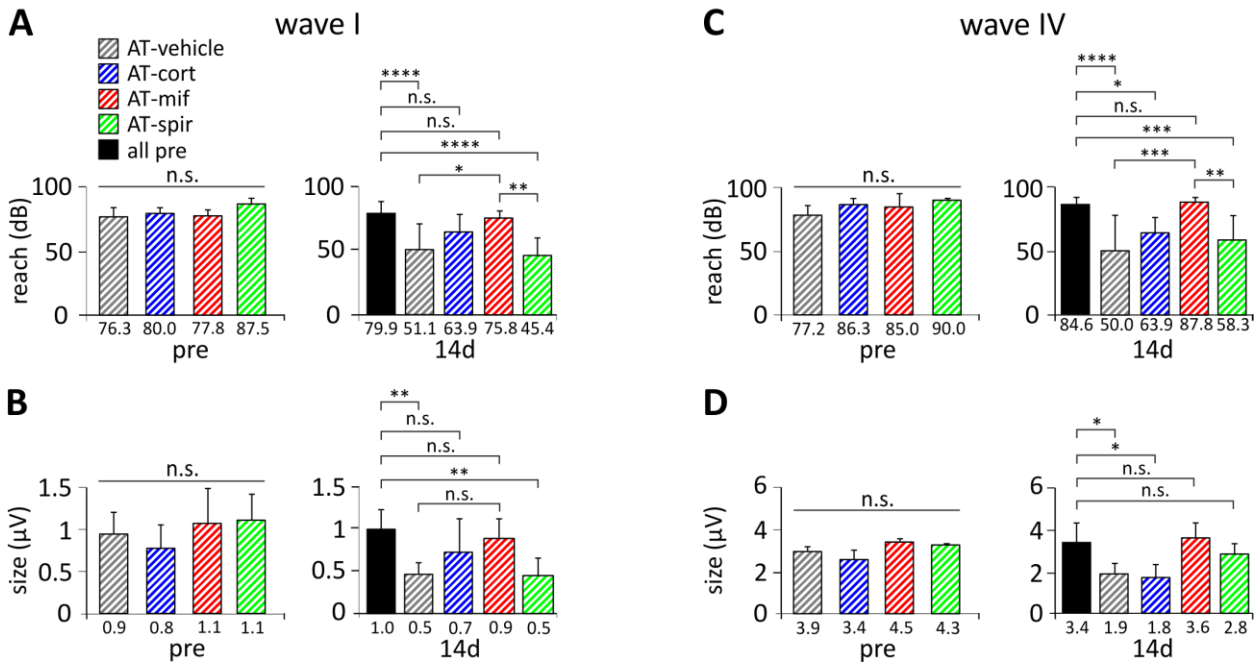 A
wave I
AT-vehicle
AT-cort
AT-mif
AT-spir
all pre
n.s.
100
50
0
reach (dB)
76.3 80.0 77.8 87.5
pre
****
n.s.
n.s.
****
*
**
100
50
0
79.9 51.1 63.9 75.8 45.4
14d
B
n.s.
1.5
1
0.5
0
size (µV)
0.9 0.8 1.1 1.1
pre
**
n.s.
n.s.
**
n.s.
1.5
1
0.5
0
1.0 0.5 0.7 0.9 0.5
14d
C
wave IV
n.s.
100
50
0
reach (dB)
77.2 86.3 85.0 90.0
pre
****
*
n.s.
***
***
**
100
50
0
84.6 50.0 63.9 87.8 58.3
14d
D
n.s.
6
4
2
0
size (µV)
3.9 3.4 4.5 4.3
pre
*
*
n.s.
n.s.
6
4
2
0
3.4 1.9 1.8 3.6 2.8
14d